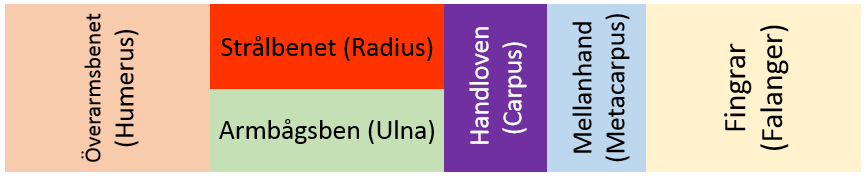 Överarmsbenet
(Humerus)
Strålbenet (Radius)
Armbågsben (Ulna)
Handloven
(Carpus)
Mellanhand
(Metacarpus)
Fingrar
(Falanger)